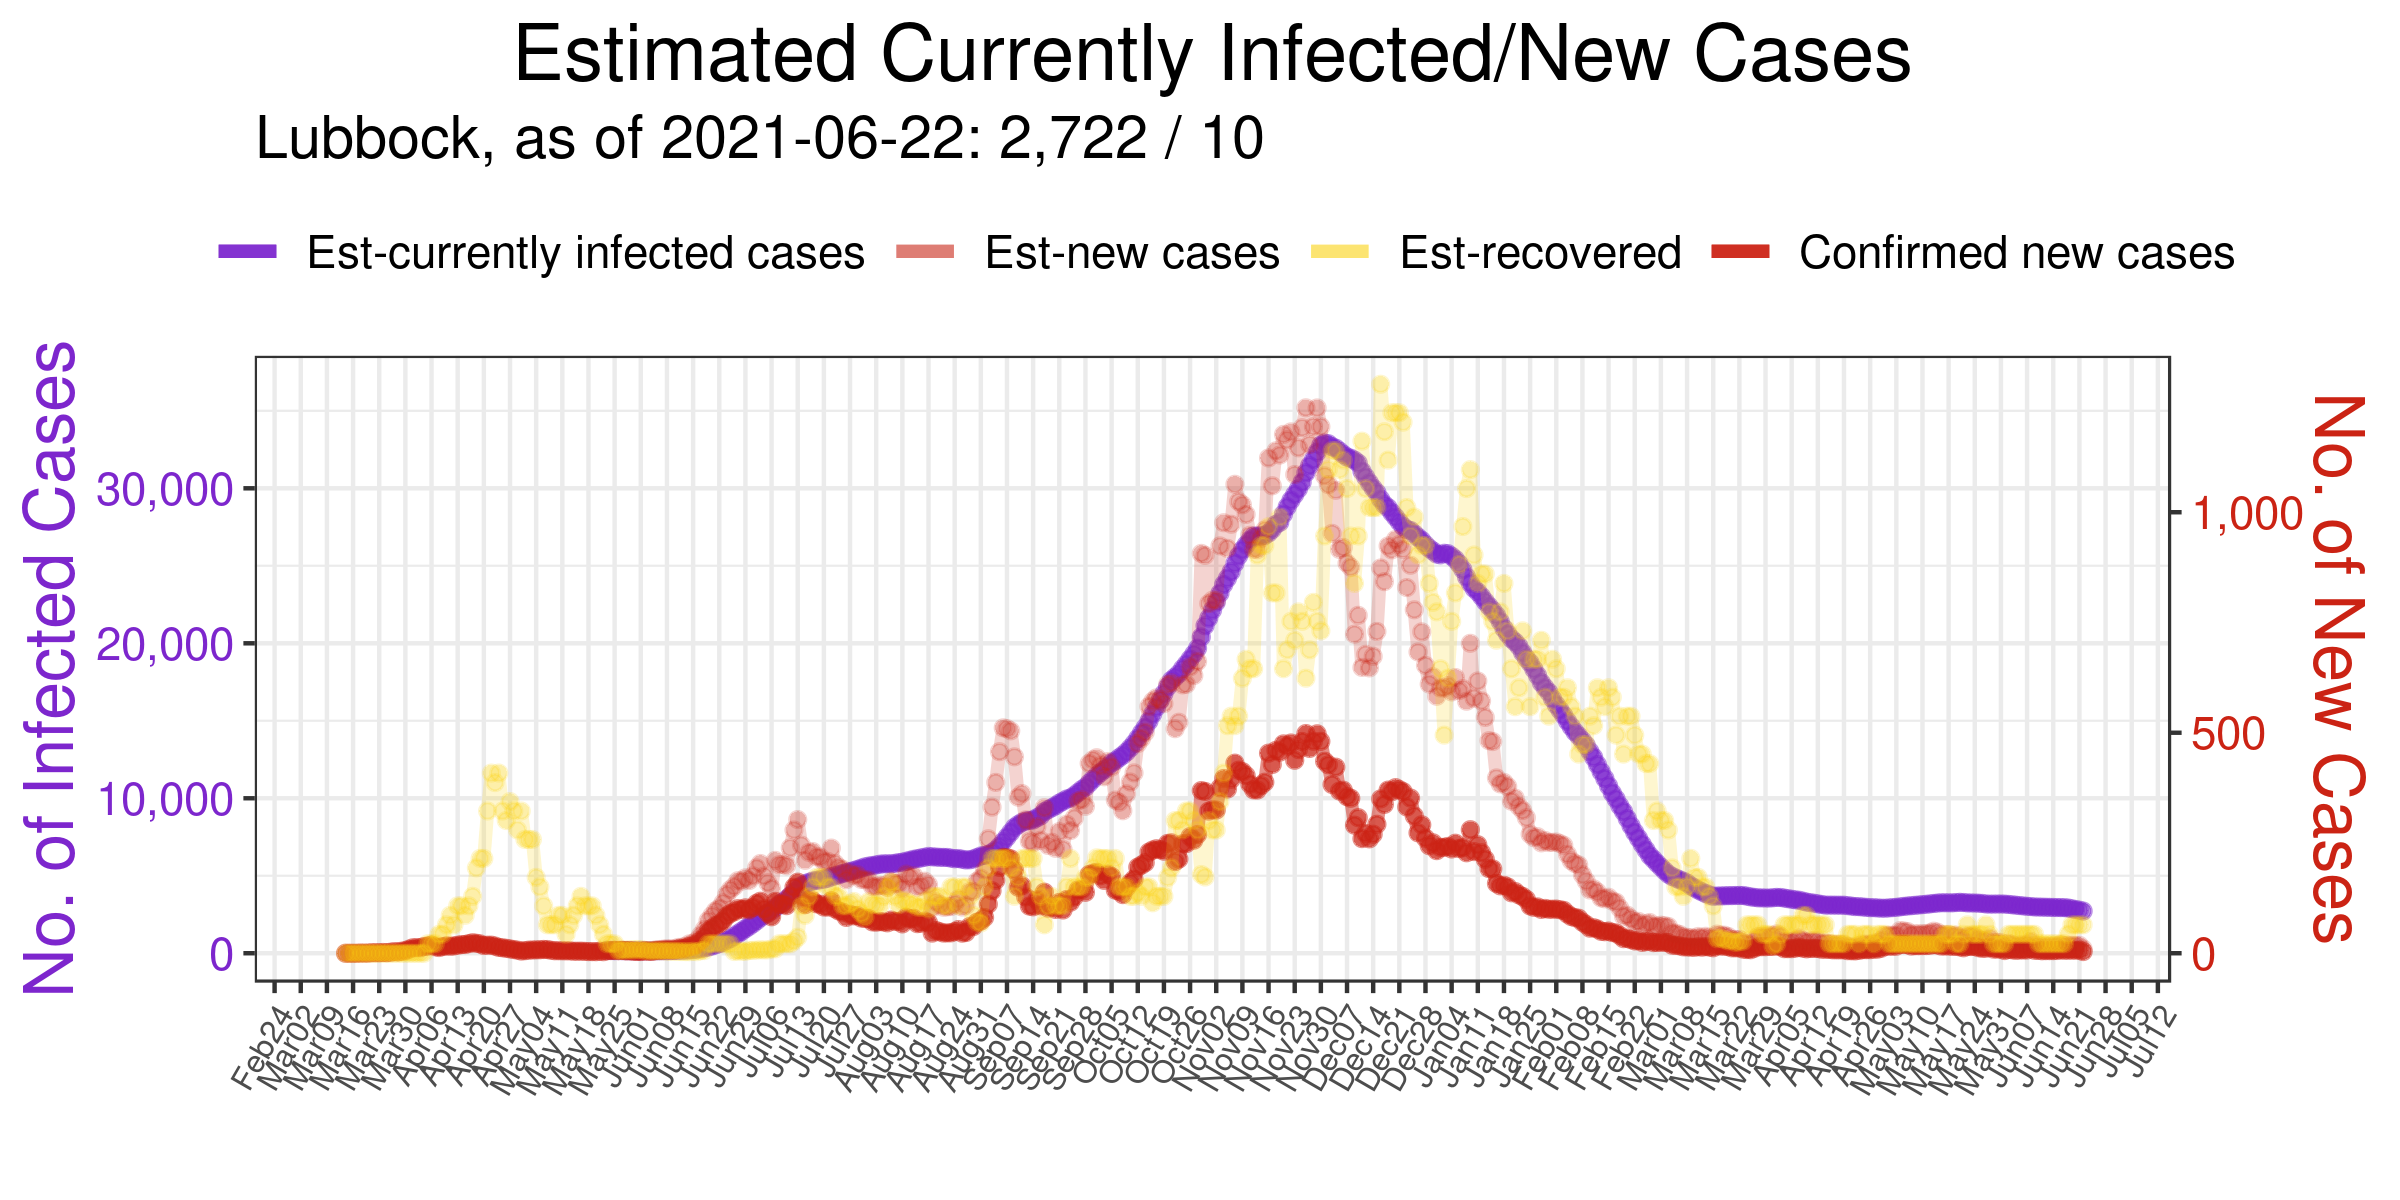 Estimated Currently Infected/New Cases
Lubbock, as of 2021-06-22: 2,722 / 10
Est-currently infected cases
Est-new cases
Est-recovered
Confirmed new cases
No. of Infected Cases
30,000
20,000
10,000
0
No. of New Cases
1,000
500
0
Feb24
Mar02
Mar09
Mar16
Mar23
Mar30
Apr06
Apr13
Apr20
Apr27
May04
May11
May18
May25
Jun01
Jun08
Jun15
Jun22
Jun29
Jul06
Jul13
Jul20
Jul27
Aug03
Aug10
Aug17
Aug24
Aug31
Sep07
Sep14
Sep21
Sep28
Oct05
Oct12
Oct19
Oct26
Nov02
Nov09
Nov16
Nov23
Nov30
Dec07
Dec14
Dec21
Dec28
Jan04
Jan11
Jan18
Jan25
Feb01
Feb08
Feb15
Feb22
Mar01
Mar08
Mar15
Mar22
Mar29
Apr05
Apr12
Apr19
Apr26
May03
May10
May17
May24
May31
Jun07
Jun14
Jun21
Jun28
Jul05
Jul12